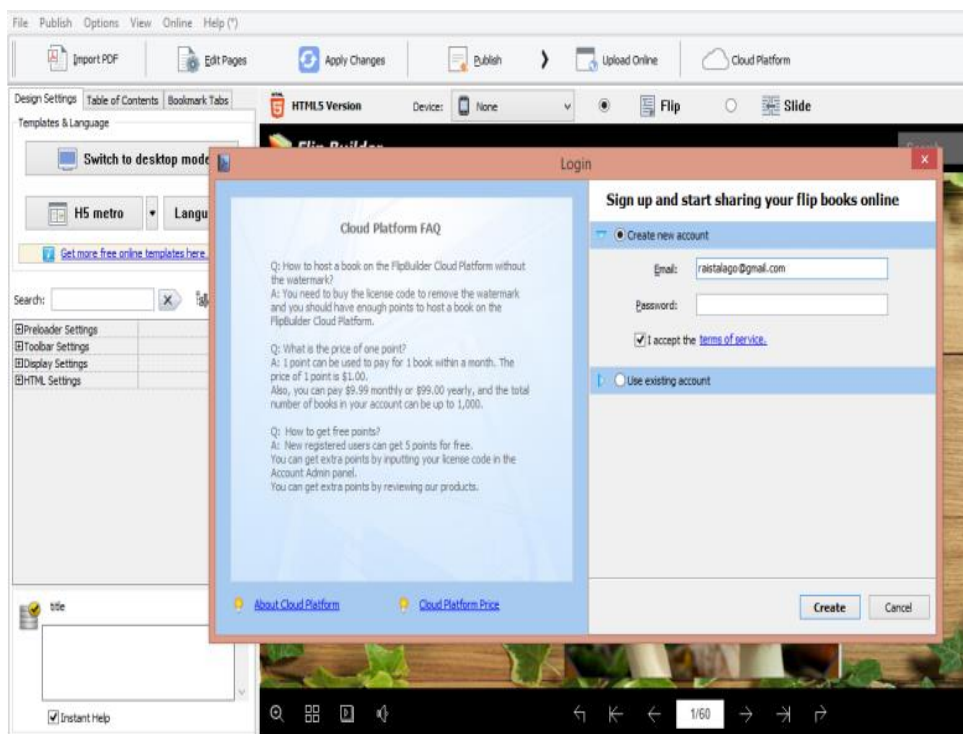 File Publish Options View Online Help (*)
Import PDF Edit Pages Apply Changes Publish Upload Online Cloud Platform
Design Settings Table of Contents Bookmark Tabs
HTML5 Version Device: None Flip Slide
Templates & Language
Switch to desktop mode
Flip Builder
H5 metro Langu
Get more free online templates here.
Search:
Preloader Settings
Toolbar Settings
Display Settings
HTML Settings
title
Instant Help
Login
Cloud Platform FAQ
Q: How to host a book on the FlipBuilder Cloud Platform without
the watermark?
A: You need to buy the license code to remove the watermark
and you should have enough points to host a book on the
FlipBuilder Cloud Platform.
Q: What is the price of one point?
A: 1 point can be used to pay for 1 book within a month. The
price of 1 point is $1.00.
Also, you can pay $9.99 monthly or $99.00 yearly, and the total
number of books in your account can be up to 1,000.
Q: How to get free points?
A: New registered users can get 5 points for free.
You can get extra points by inputting your license code in the
Account Admin panel.
You can get extra points by reviewing our products.
About Cloud Platform Cloud Platform Price
Sign up and start sharing your flip books online
Create new account
Email: raistalago@gmail.com
Password:
I accept the terms of service.
Use existing account
Create Cancel
1/60